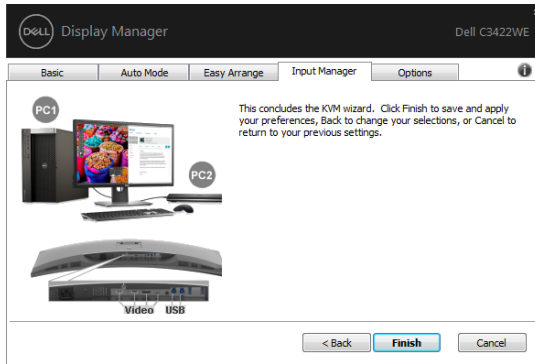 DELL Display Manager
Dell C3422WE
Basic
Auto Mode
Easy Arrange
Input Manager
Options
PC1
PC2
This concludes the KVM wizard. Click Finish to save and apply
your preferences, Back to change your selections, or Cancel to
return to your previous settings.
Video USB
< Back
Finish
Cancel